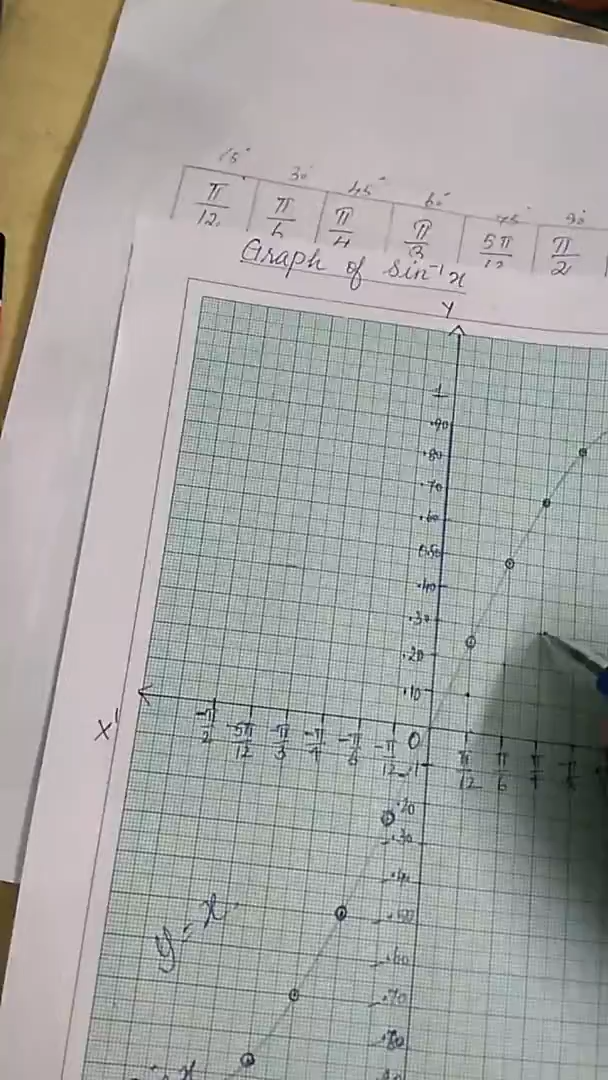 15° 30° 45° 60° 75° 90°
π/12 π/6 π/4 π/3 5π/12 π/2
Graph of sin⁻¹x
Y
1
.90
.80
.70
.60
0.50
.40
.30
.20
.10
X' -π/2 -5π/12 -π/3 -π/4 -π/6 -π/12 O π/12 π/6 π/4
.20
.30
.50
.60
.70
.80
y=x
x